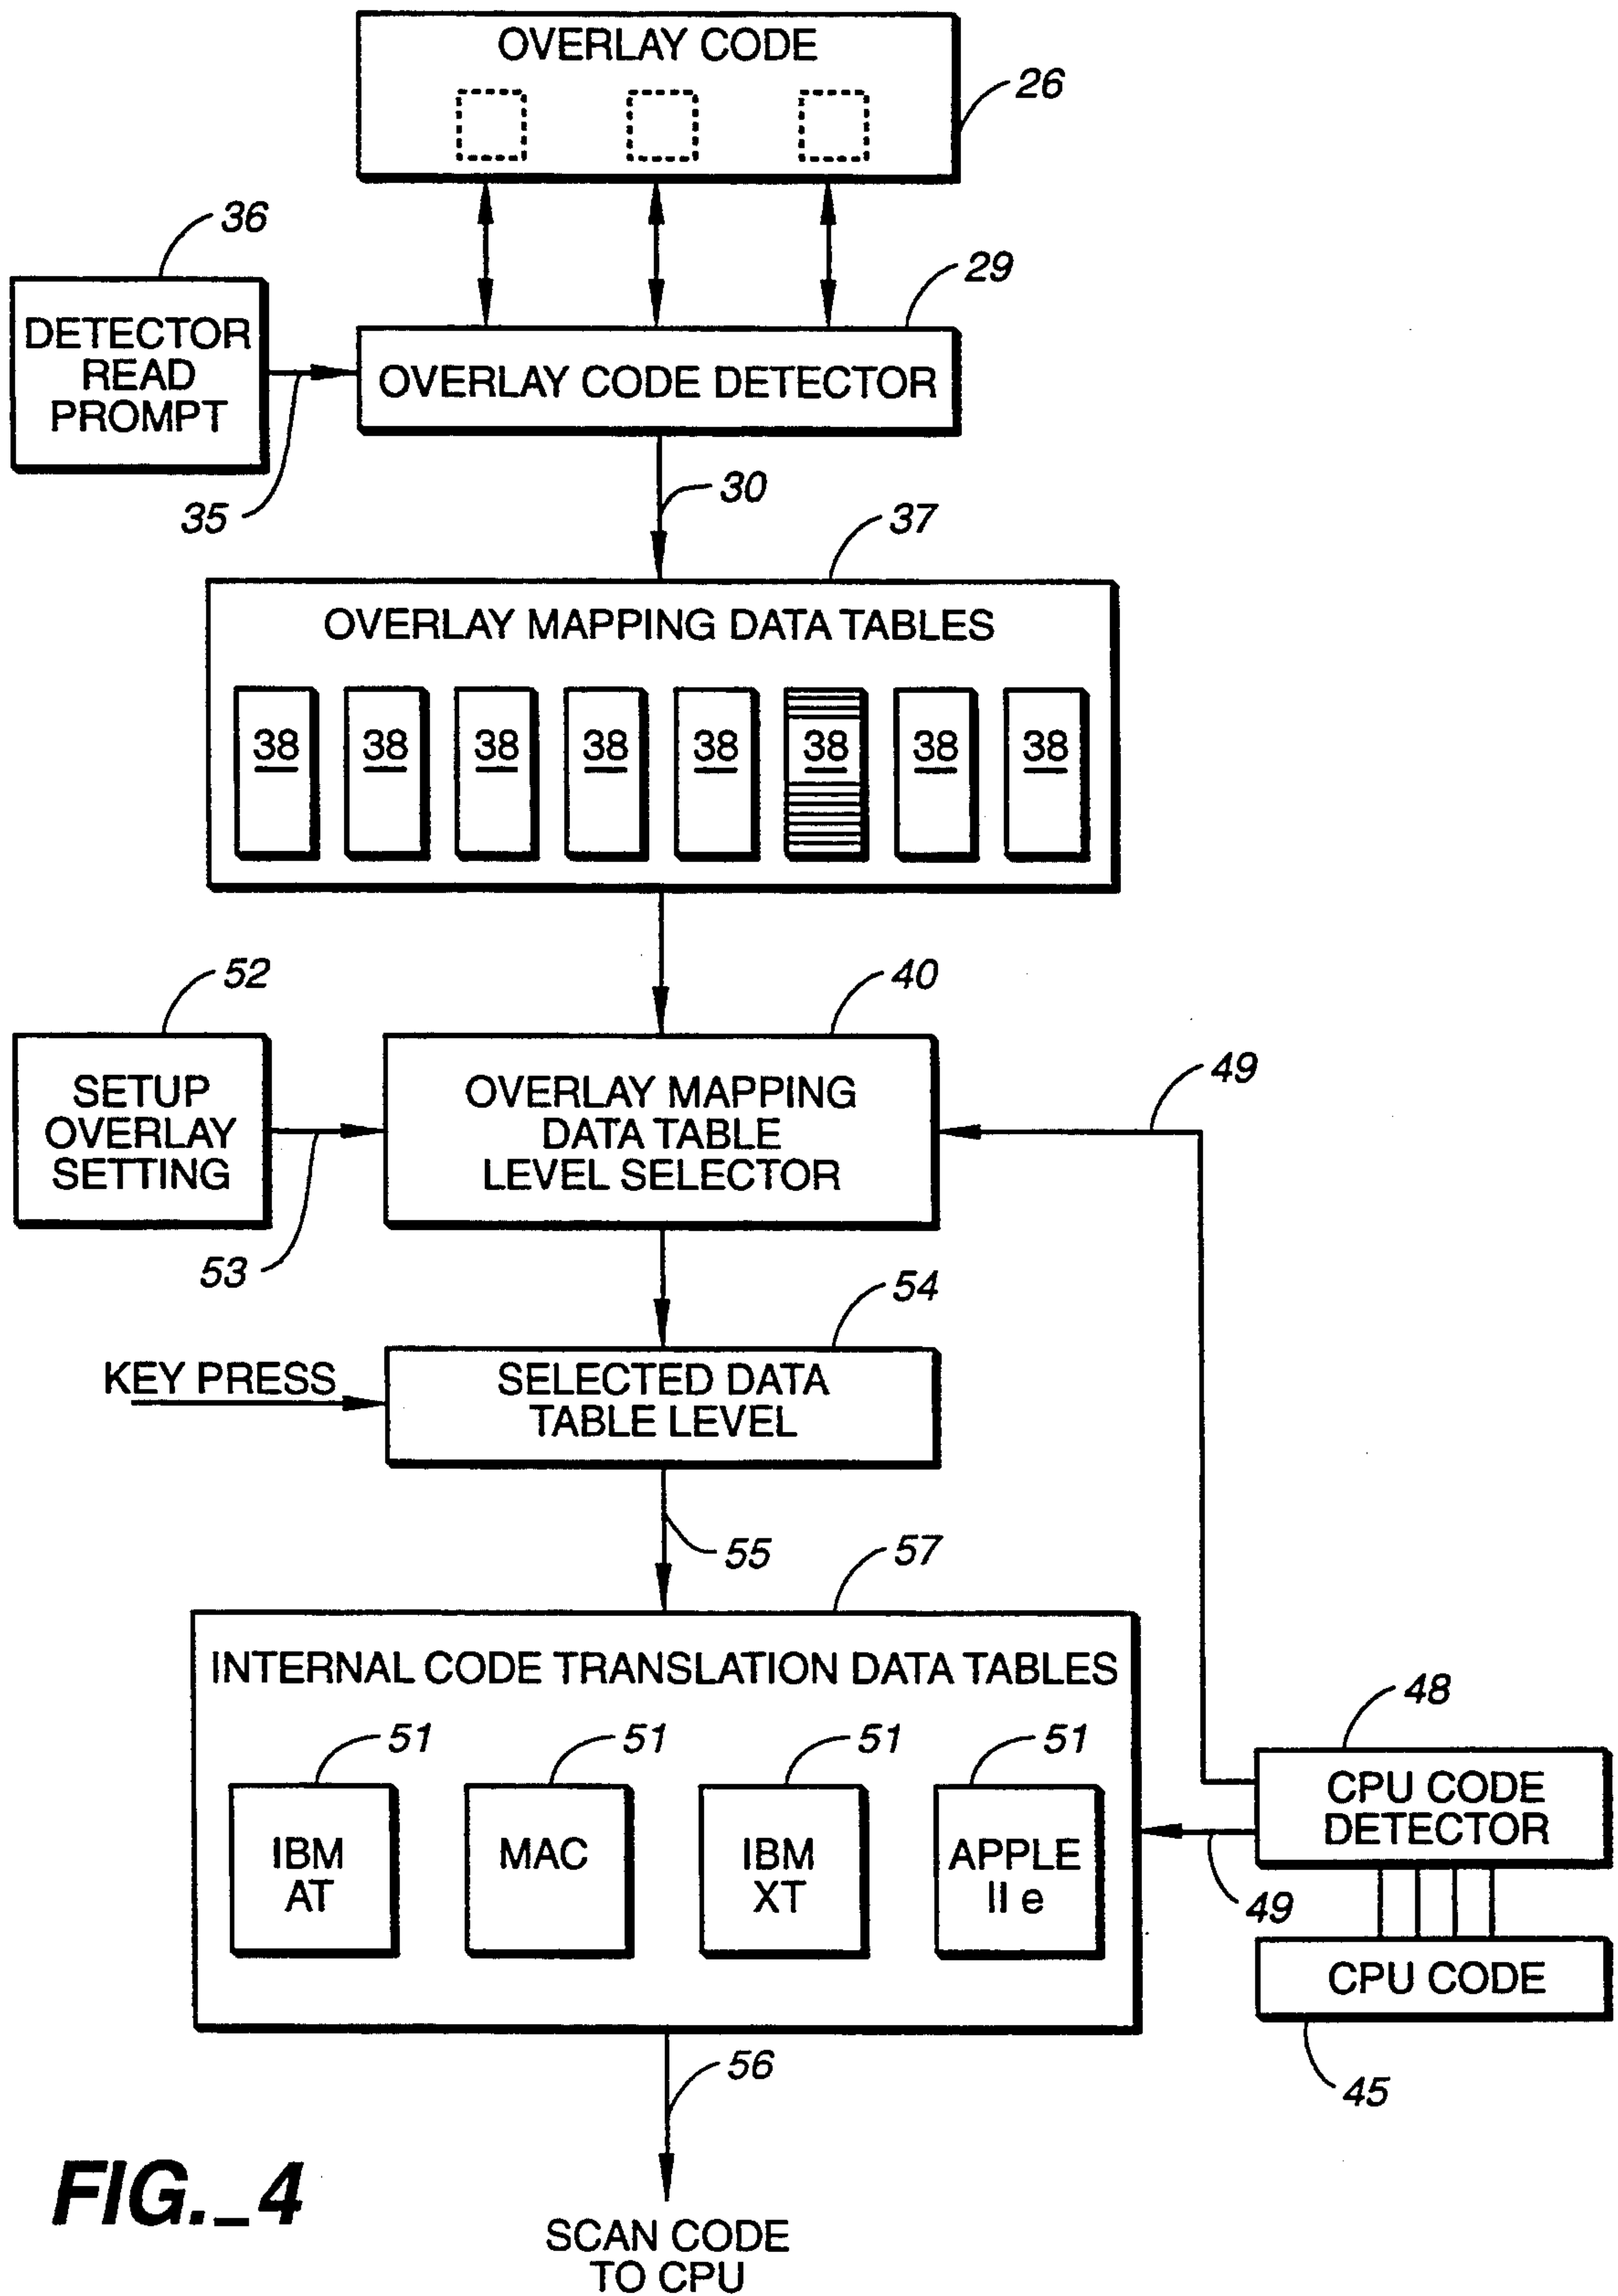 OVERLAY CODE
26
36
29
DETECTOR
READ
PROMPT
OVERLAY CODE DETECTOR
35
30
37
OVERLAY MAPPING DATA TABLES
38 38 38 38 38 38 38 38
52
40
49
SETUP
OVERLAY
SETTING
OVERLAY MAPPING
DATA TABLE
LEVEL SELECTOR
53
54
KEY PRESS
SELECTED DATA
TABLE LEVEL
55
57
INTERNAL CODE TRANSLATION DATA TABLES
51 51 51 51
IBM
AT
MAC
IBM
XT
APPLE
II e
48
CPU CODE
DETECTOR
49
CPU CODE
45
56
SCAN CODE
TO CPU
FIG._4